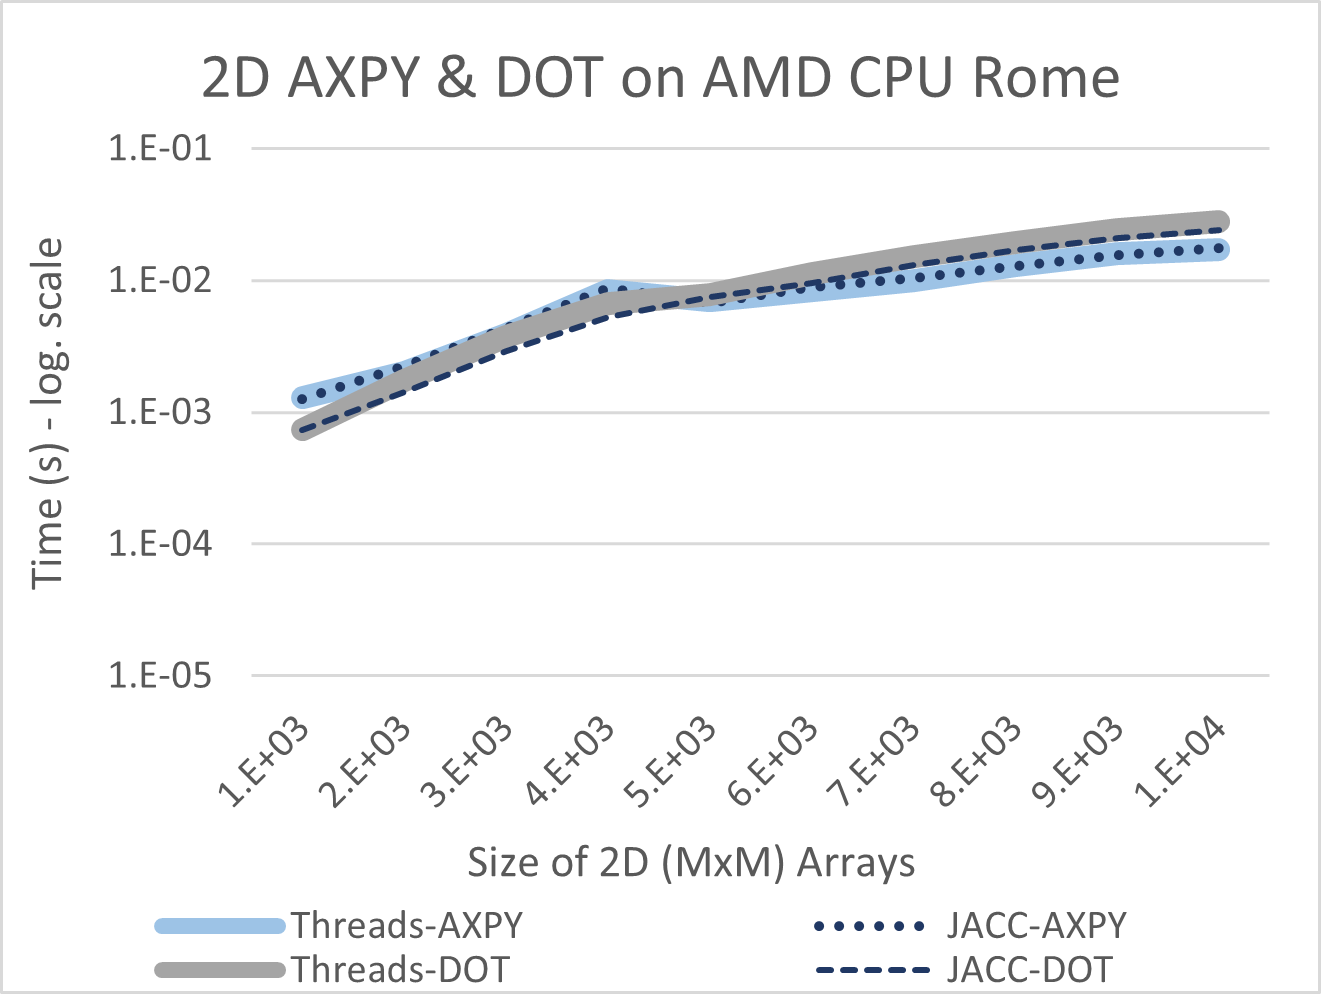 2D AXPY & DOT on AMD CPU Rome
1.E-01
1.E-02
1.E-03
1.E-04
1.E-05
Time (s) - log. scale
1.E+03
2.E+03
3.E+03
4.E+03
5.E+03
6.E+03
7.E+03
8.E+03
9.E+03
1.E+04
Size of 2D (MxM) Arrays
Threads-AXPY
JACC-AXPY
Threads-DOT
JACC-DOT